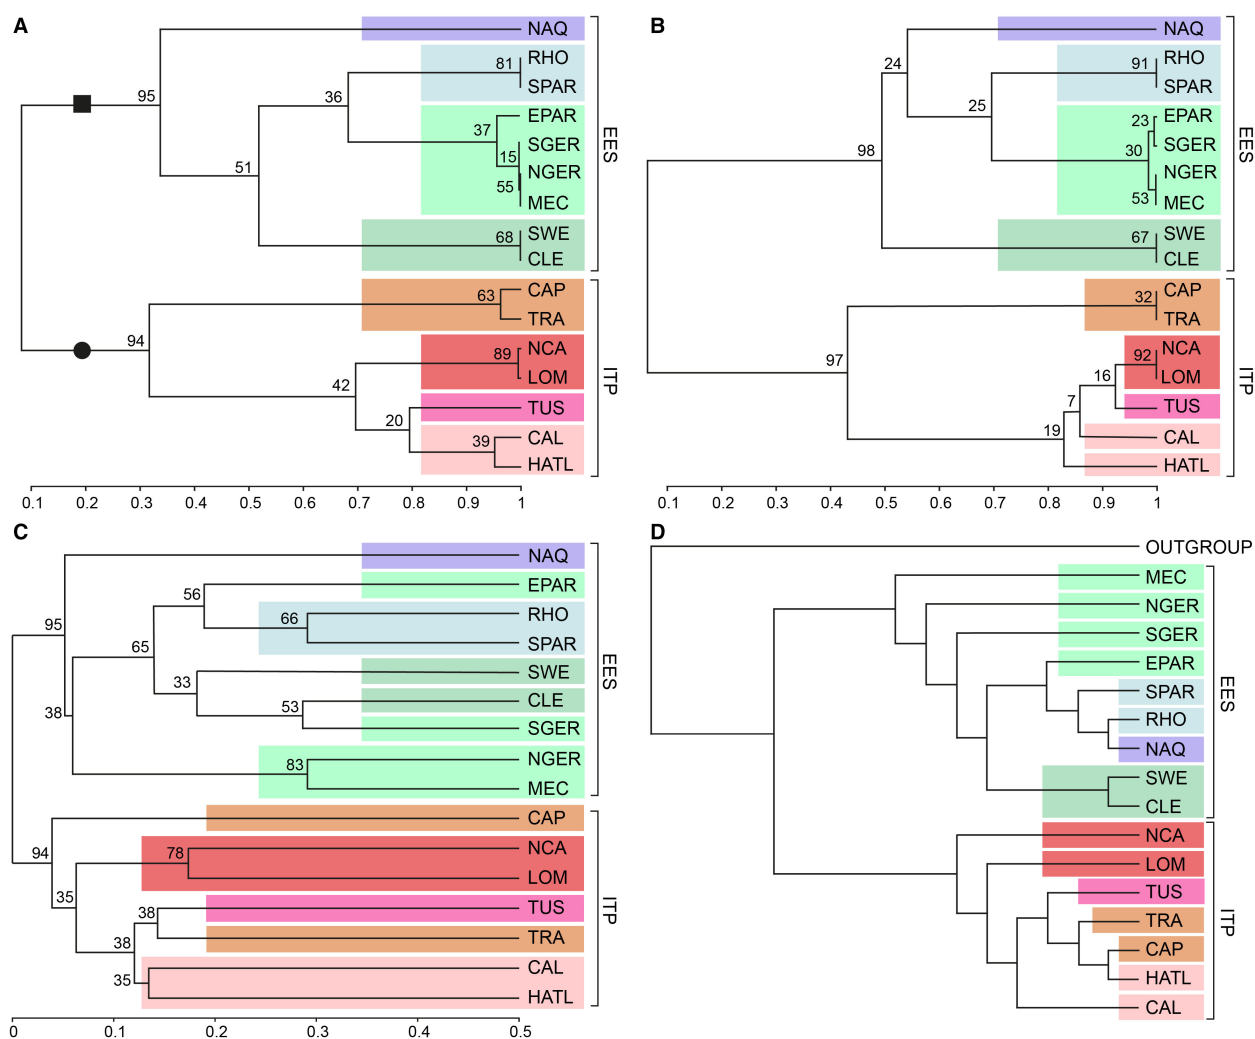 A
NAQ
RHO
SPAR
EPAR
SGER
NGER
MEC
SWE
CLE
CAP
TRA
NCA
LOM
TUS
CAL
HATL
EES
ITP
95
81
36
37
15
55
51
68
94
63
89
42
20
39
0.1 0.2 0.3 0.4 0.5 0.6 0.7 0.8 0.9 1
B
NAQ
RHO
SPAR
EPAR
SGER
NGER
MEC
SWE
CLE
CAP
TRA
NCA
LOM
TUS
CAL
HATL
EES
ITP
24
91
25
23
30
53
98
67
97
32
92
16
7
19
0.1 0.2 0.3 0.4 0.5 0.6 0.7 0.8 0.9 1
C
NAQ
EPAR
RHO
SPAR
SWE
CLE
SGER
NGER
MEC
CAP
NCA
LOM
TUS
TRA
CAL
HATL
EES
ITP
95
56
66
65
33
53
38
83
94
78
35
38
38
35
0 0.1 0.2 0.3 0.4 0.5
D
OUTGROUP
MEC
NGER
SGER
EPAR
SPAR
RHO
NAQ
SWE
CLE
NCA
LOM
TUS
TRA
CAP
HATL
CAL
EES
ITP